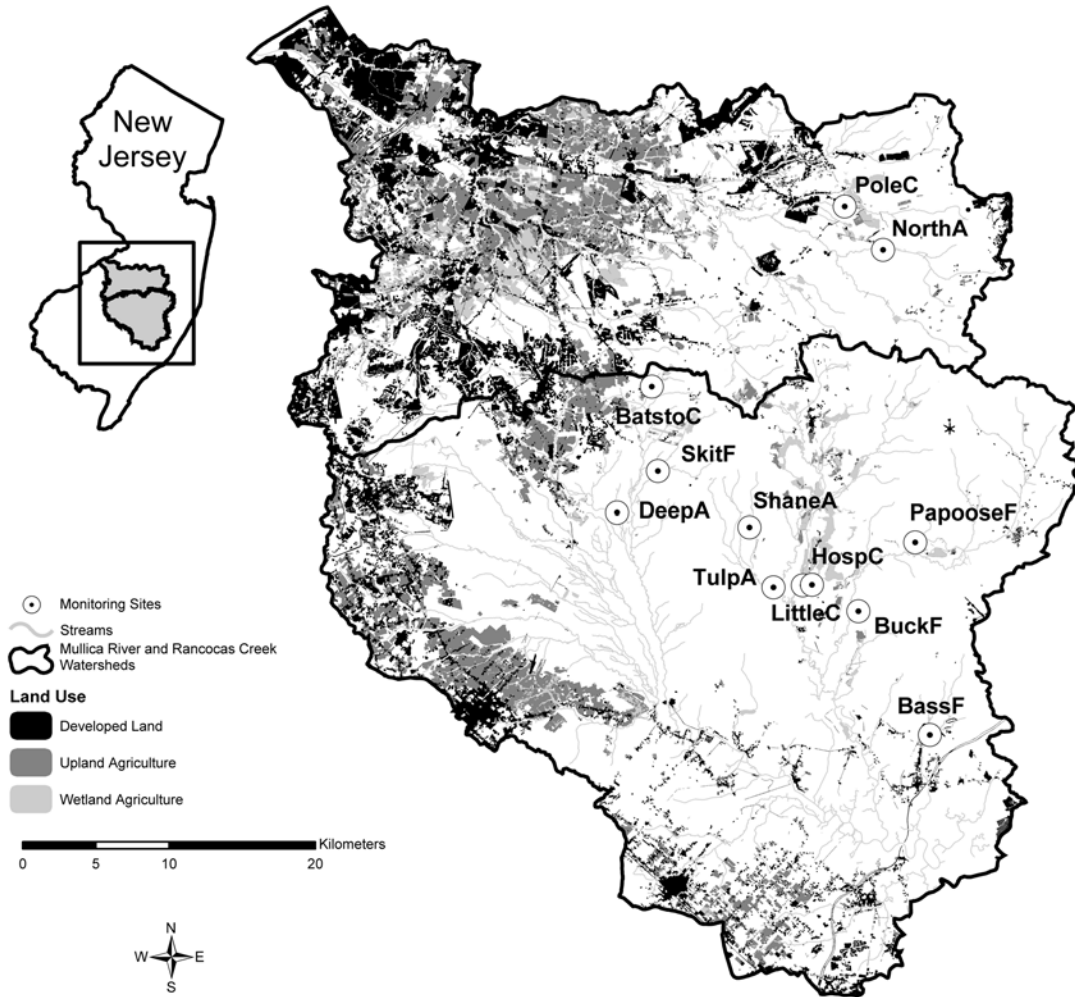 New
Jersey
PoleC
NorthA
BatstoC
SkitF
DeepA
ShaneA
PapooseF
HospC
TulpA
LittleC
BuckF
BassF
Monitoring Sites
Streams
Mullica River and Rancocas Creek
Watersheds
Land Use
Developed Land
Upland Agriculture
Wetland Agriculture
Kilometers
0 5 10 20
N
W E
S